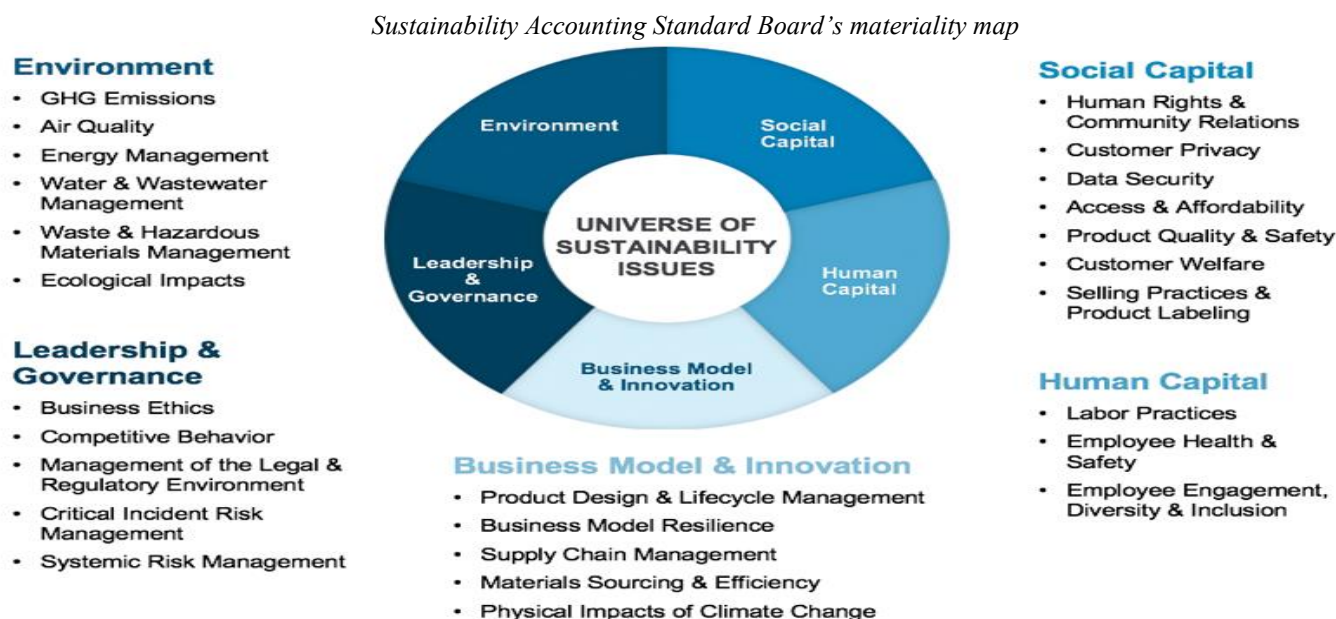 Sustainability Accounting Standard Board’s materiality map
Environment
• GHG Emissions
• Air Quality
• Energy Management
• Water & Wastewater
Management
• Waste & Hazardous
Materials Management
• Ecological Impacts
Leadership &
Governance
• Business Ethics
• Competitive Behavior
• Management of the Legal &
Regulatory Environment
• Critical Incident Risk
Management
• Systemic Risk Management
Environment
Social
Capital
Leadership
&
Governance
UNIVERSE OF
SUSTAINABILITY
ISSUES
Human
Capital
Business Model
& Innovation
Business Model & Innovation
• Product Design & Lifecycle Management
• Business Model Resilience
• Supply Chain Management
• Materials Sourcing & Efficiency
• Physical Impacts of Climate Change
Social Capital
• Human Rights &
Community Relations
• Customer Privacy
• Data Security
• Access & Affordability
• Product Quality & Safety
• Customer Welfare
• Selling Practices &
Product Labeling
Human Capital
• Labor Practices
• Employee Health &
Safety
• Employee Engagement,
Diversity & Inclusion